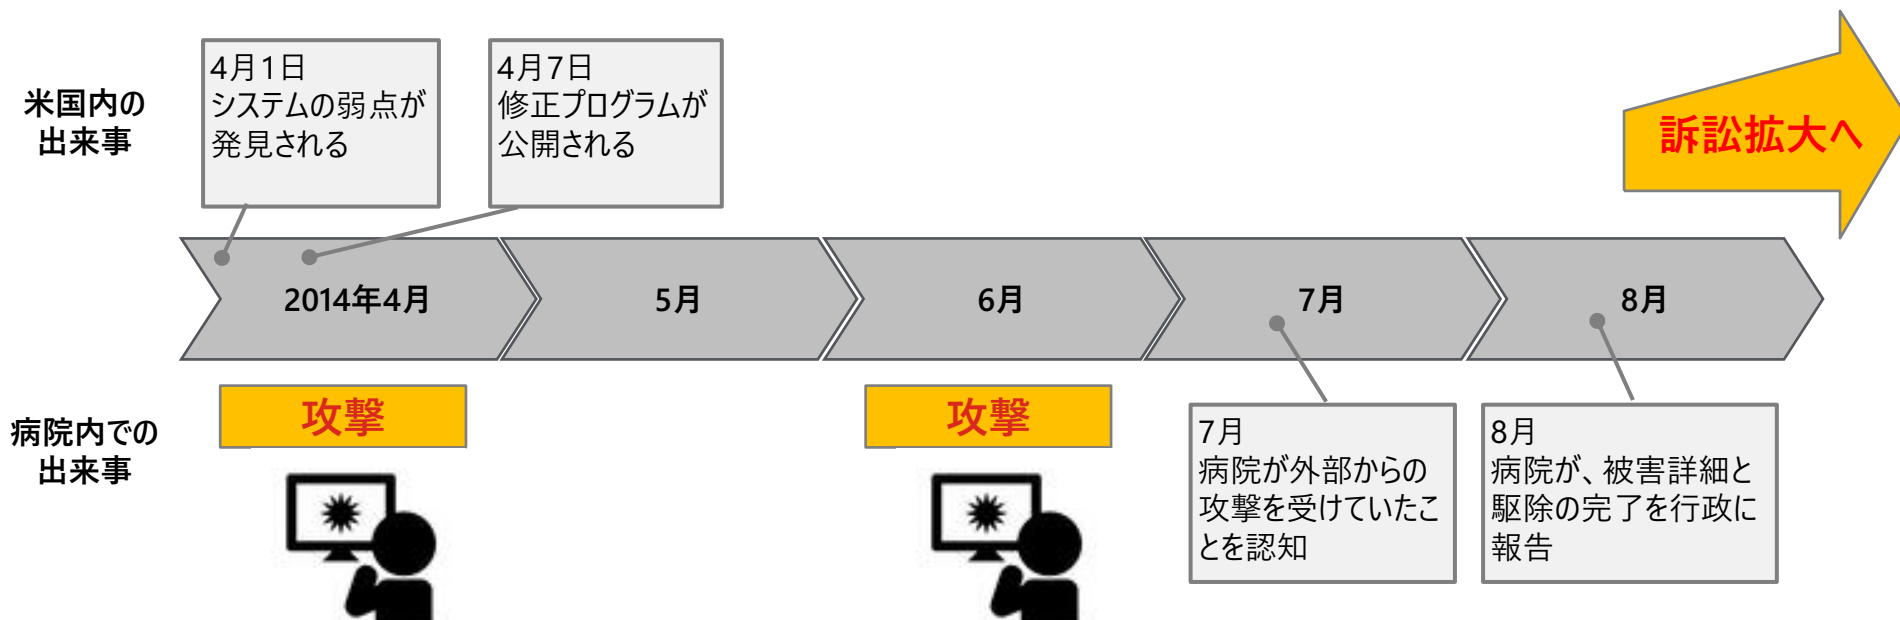 米国内の
出来事
4月1日
システムの弱点が
発見される
4月7日
修正プログラムが
公開される
訴訟拡大へ
2014年4月
5月
6月
7月
8月
病院内での
出来事
攻撃
攻撃
7月
病院が外部からの
攻撃を受けていたこ
とを認知
8月
病院が、被害詳細と
駆除の完了を行政に
報告